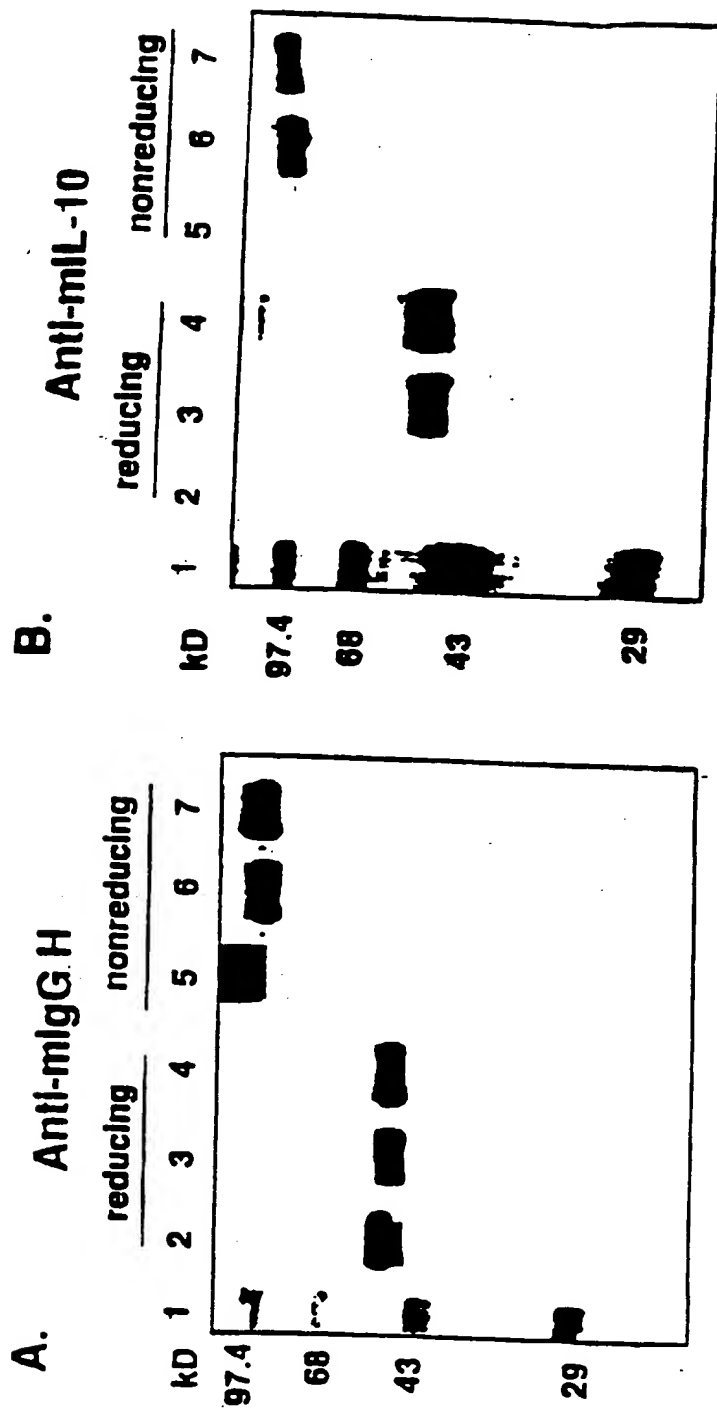 A.
Anti-mIgG.H
reducing nonreducing
kD 1 2 3 4 5 6 7
97.4
68
43
29
B.
Anti-mIL-10
reducing nonreducing
kD 1 2 3 4 5 6 7
97.4
68
43
29